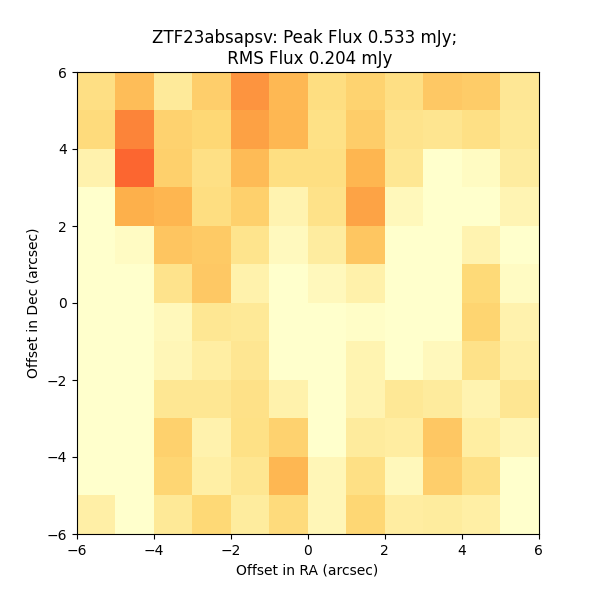 ZTF23absapsv: Peak Flux 0.533 mJy;
RMS Flux 0.204 mJy
6
4
2
0
−2
−4
−6
Offset in Dec (arcsec)
−6 −4 −2 0 2 4 6
Offset in RA (arcsec)